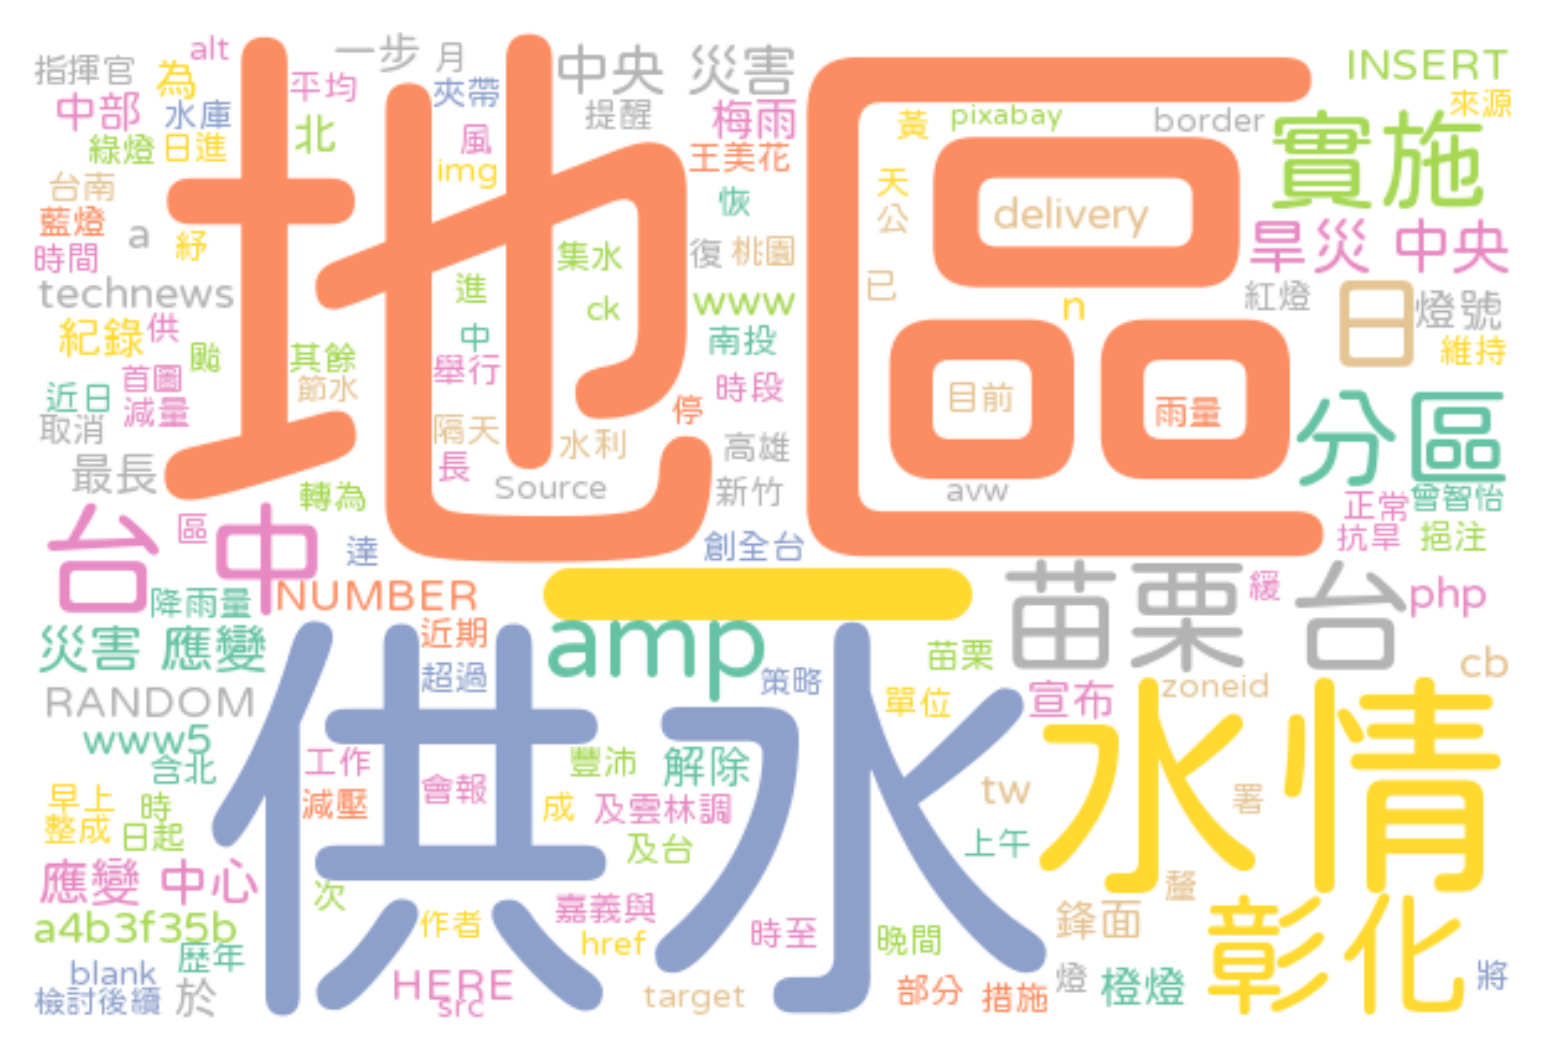 alt
一步
月
中央 災害
INSERT
指揮官
為
平均
夾帶
提醒
梅雨
黃
pixabay
border
來源
中部
水庫
北
風
王美花
實施
綠燈
日進
img
天
台南
恢
公
delivery
藍燈
a
紓
集水
復
桃園
旱災 中央
時間
technews
進
ck
www
已
n
紅燈
日
燈號
地區
紀錄
供
颱
其餘
中
南投
維持
首圖
節水
舉行
時段
目前
雨量
近日
減量
停
分區
取消
隔天
水利
高雄
最長
轉為
長
Source
新竹
avw
正常
曾智怡
台中
區
達
創全台
抗旱
挹注
一
降雨量
NUMBER
苗栗 台
緩
php
災害 應變
近期
amp
苗栗
cb
RANDOM
超過
策略
單位
宣布
zoneid
www5
含北
工作
會報
豐沛
解除
tw
水情
供水
早上
時
減壓
成
及雲林調
署
整成
日起
及台
上午
應變 中心
次
嘉義與
釐
a4b3f35b
作者
href
時至
晚間
鋒面
彰化
歷年
blank
HERE
燈
橙燈
將
檢討後續
於
src
target
部分
措施